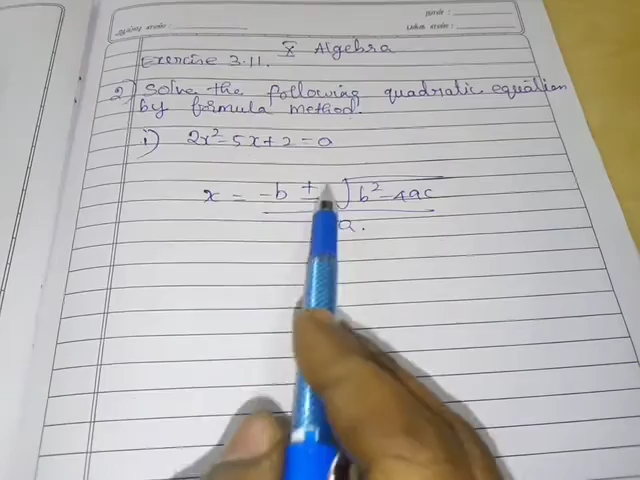 X Algebra
Exercise 3.11.
2) Solve the following quadratic equation
by formula method.
i) 2x² - 5x + 2 = 0
x = -b ± √b² - 4ac
a.